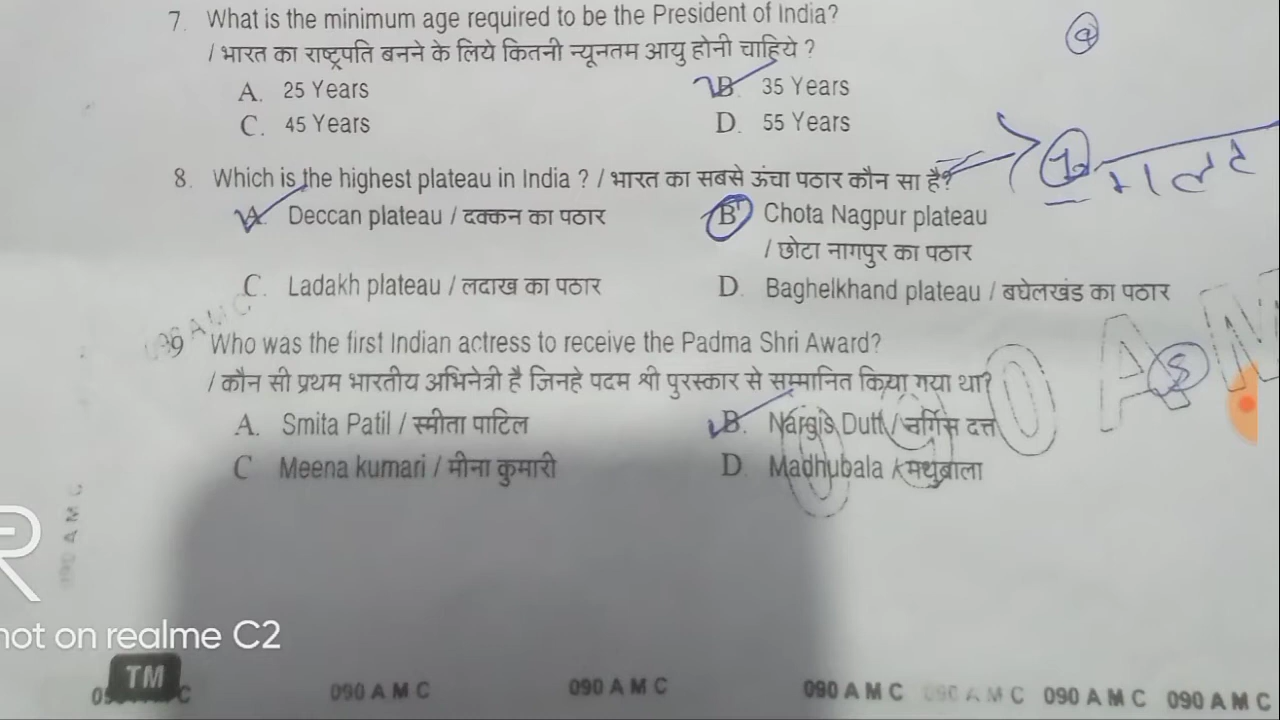 7. What is the minimum age required to be the President of India?
/ भारत का राष्ट्रपति बनने के लिये कितनी न्यूनतम आयु होनी चाहिये ?
A. 25 Years B. 35 Years
C. 45 Years D. 55 Years
8. Which is the highest plateau in India ? / भारत का सबसे ऊंचा पठार कौन सा है?
गलत
A. Deccan plateau / दक्कन का पठार B. Chota Nagpur plateau
/ छोटा नागपुर का पठार
C. Ladakh plateau / लदाख का पठार D. Baghelkhand plateau / बघेलखंड का पठार
9 Who was the first Indian actress to receive the Padma Shri Award?
/ कौन सी प्रथम भारतीय अभिनेत्री है जिनहे पदम श्री पुरस्कार से सम्मानित किया गया था?
A. Smita Patil / स्मीता पाटिल B. Nargis Dutt / नर्गिस दत्त
C Meena kumari / मीना कुमारी D. Madhubala / मधुबाला
090 A M C
not on realme C2
TM
090 A M C 090 A M C 090 A M C 090 A M C 090 A M C 090 A M C